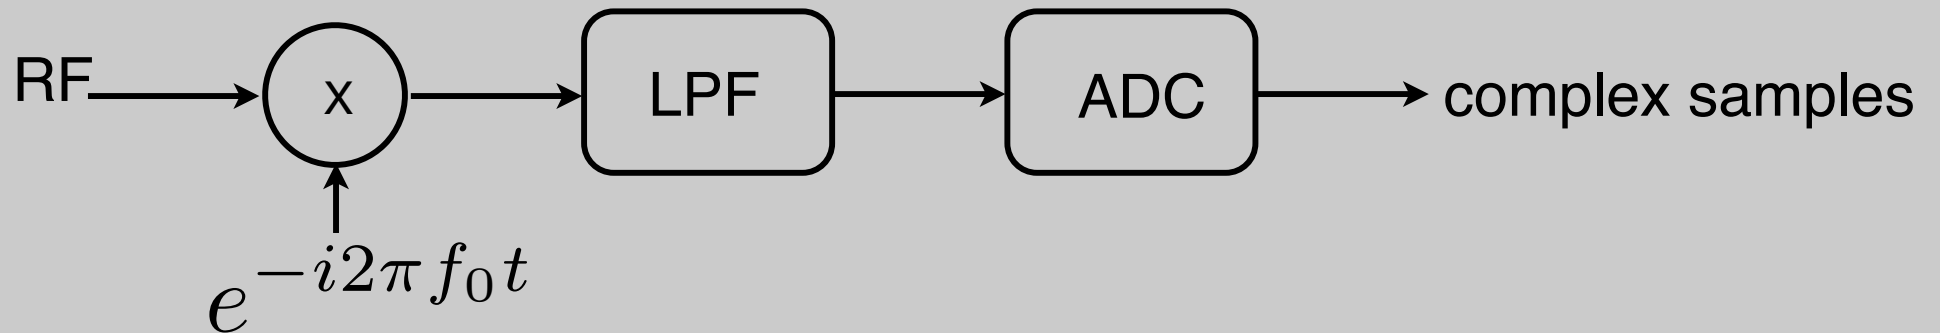 RF
x
LPF
ADC
complex samples
e^{-i2πf_0t}